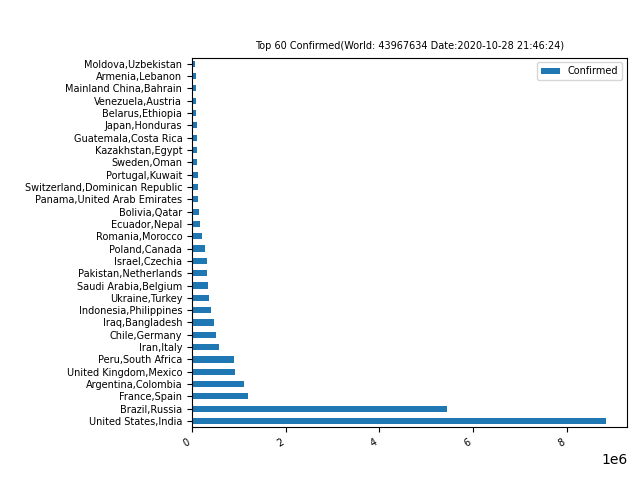 Top 60 Confirmed(World: 43967634 Date:2020-10-28 21:46:24)
Confirmed
Moldova,Uzbekistan
Armenia,Lebanon
Mainland China,Bahrain
Venezuela,Austria
Belarus,Ethiopia
Japan,Honduras
Guatemala,Costa Rica
Kazakhstan,Egypt
Sweden,Oman
Portugal,Kuwait
Switzerland,Dominican Republic
Panama,United Arab Emirates
Bolivia,Qatar
Ecuador,Nepal
Romania,Morocco
Poland,Canada
Israel,Czechia
Pakistan,Netherlands
Saudi Arabia,Belgium
Ukraine,Turkey
Indonesia,Philippines
Iraq,Bangladesh
Chile,Germany
Iran,Italy
Peru,South Africa
United Kingdom,Mexico
Argentina,Colombia
France,Spain
Brazil,Russia
United States,India
0 2 4 6 8
1e6